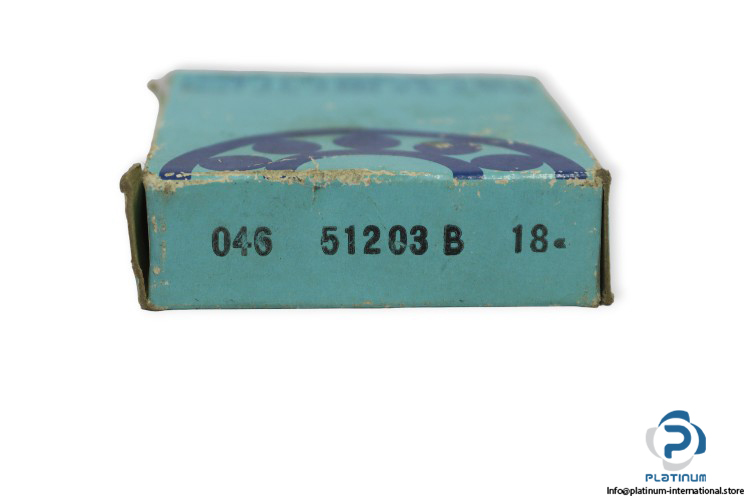 046 51203 B 18
PLATINUM
Info@platinum-international.store